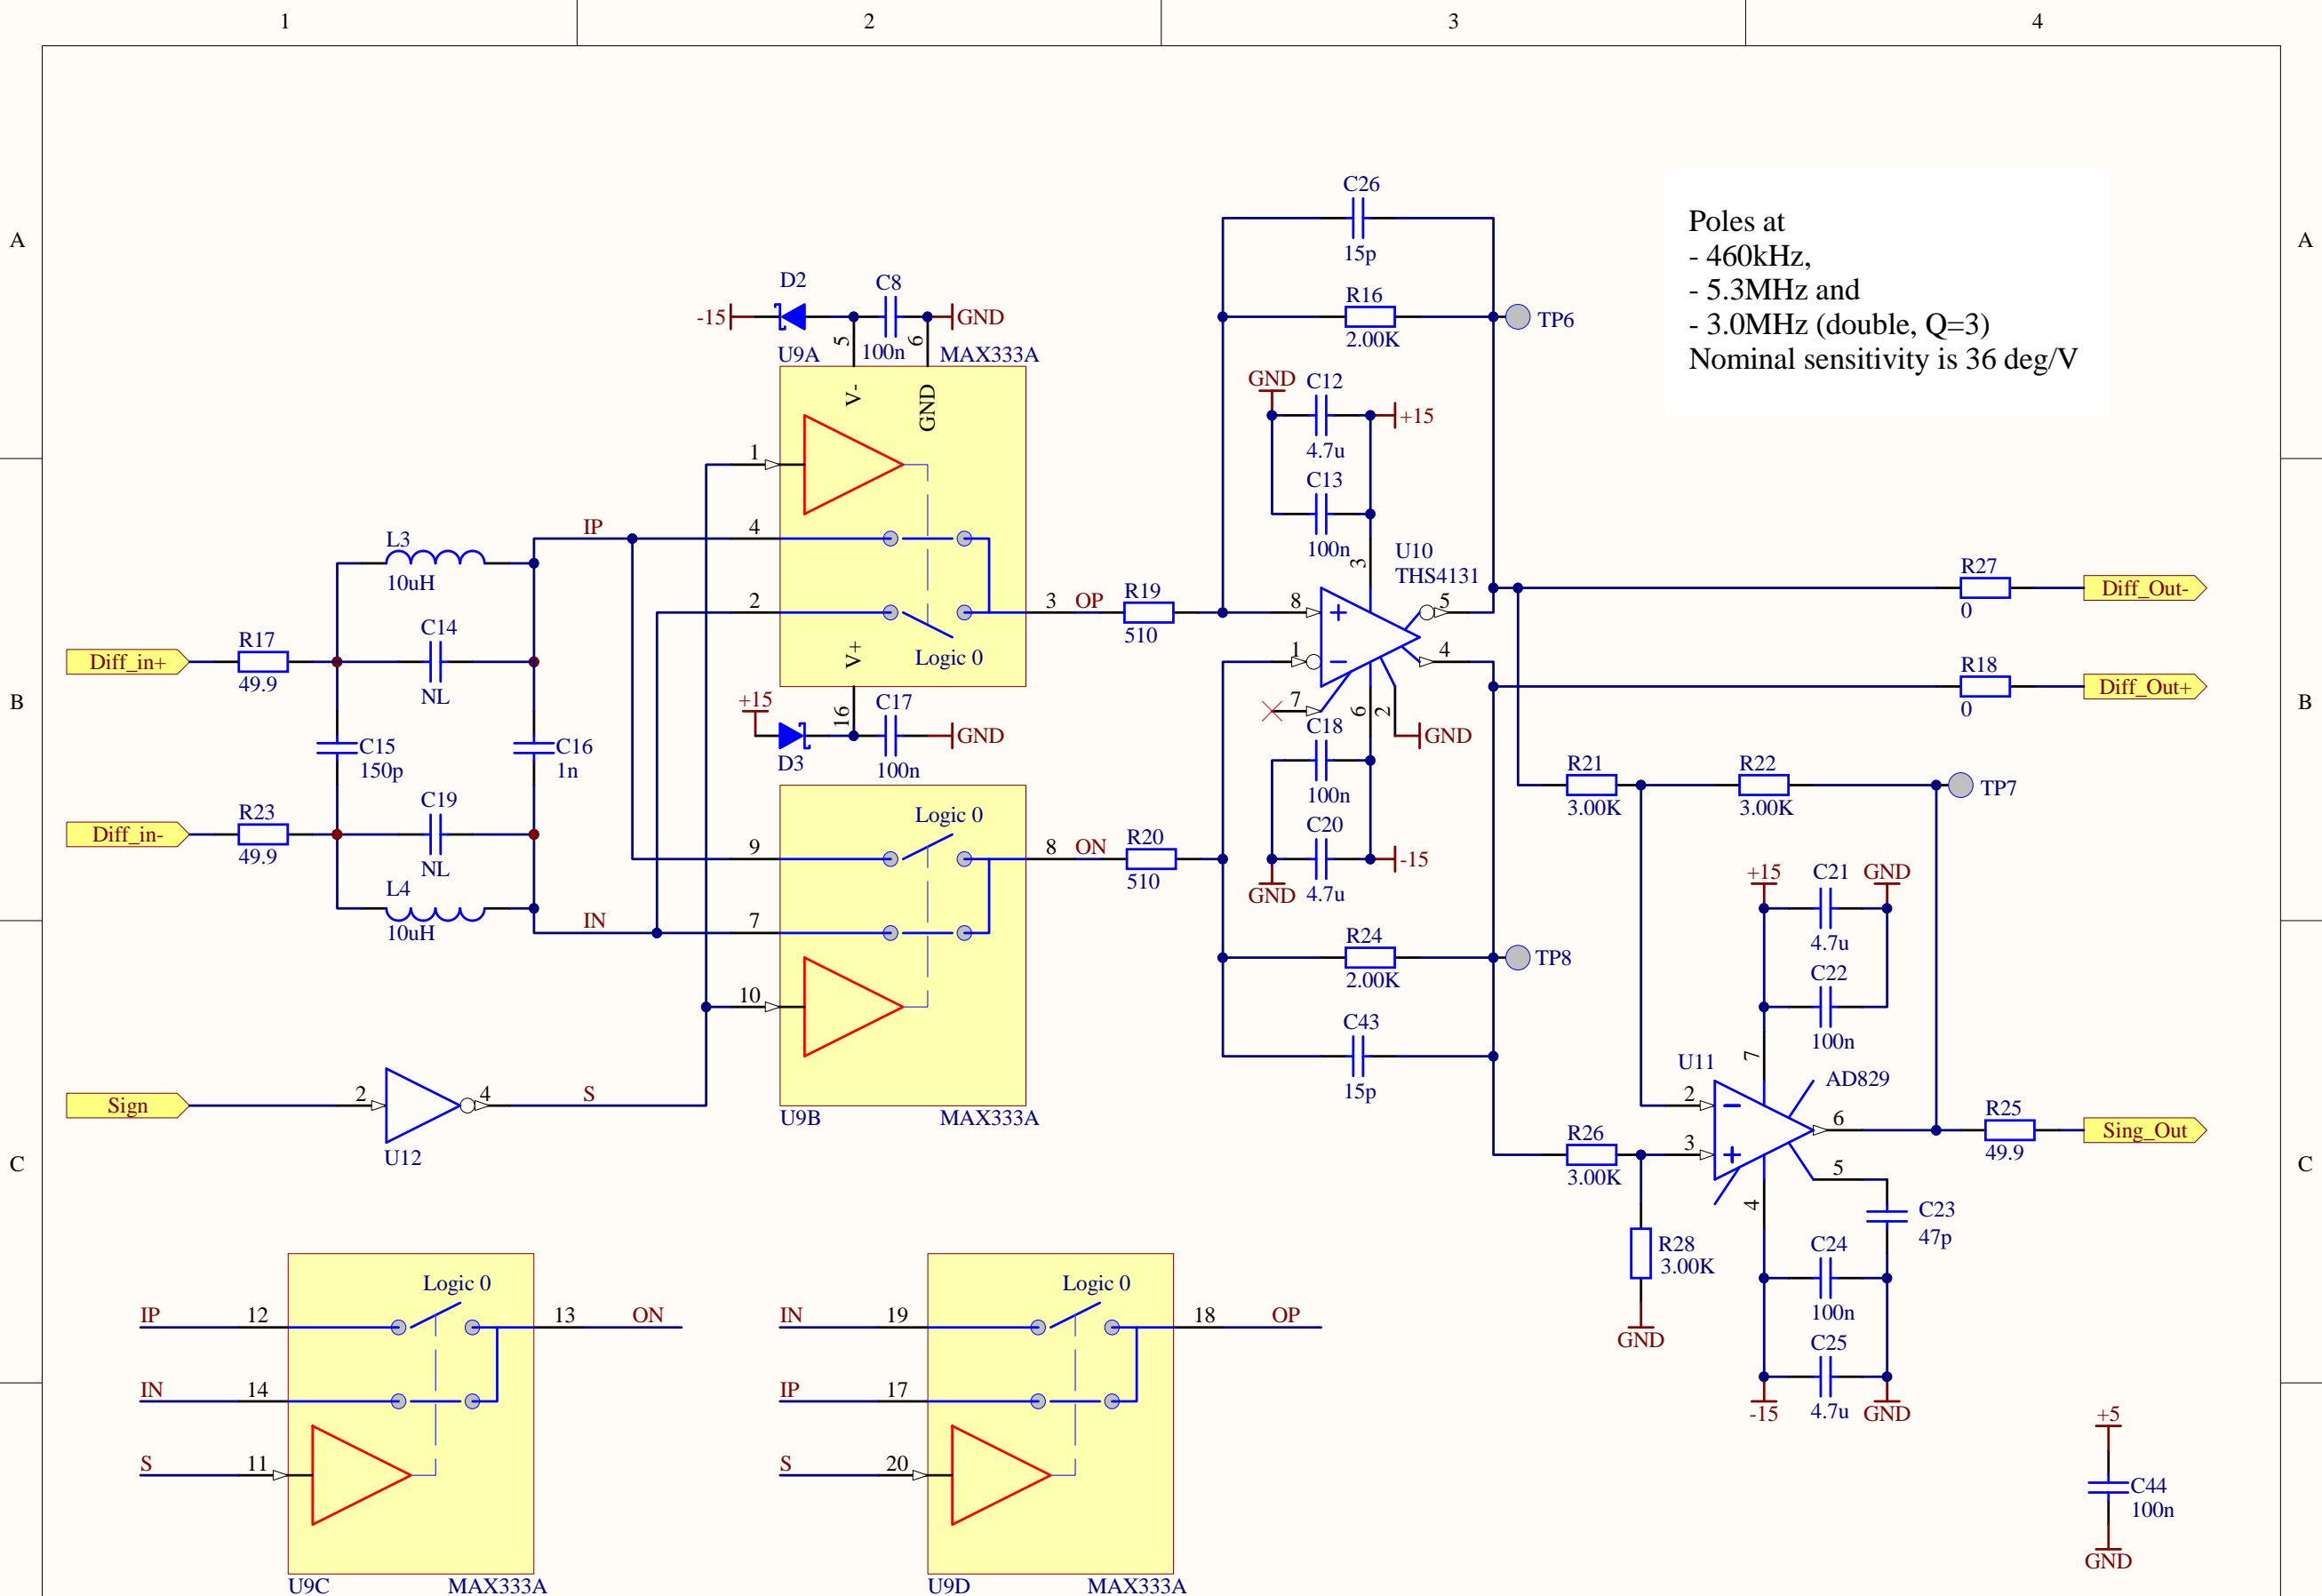 1 2 3 4
A A
B B
C C
Poles at
- 460kHz,
- 5.3MHz and
- 3.0MHz (double, Q=3)
Nominal sensitivity is 36 deg/V
C26
15p
R16
2.00K
TP6
D2
C8
-15
GND
U9A
100n
MAX333A
5
6
V-
GND
1
4
2
3
OP
Logic 0
V+
16
+15
D3
C17
100n
GND
GND
C12
4.7u
+15
C13
100n
3
U10
THS4131
R19
510
8
+
5
1
−
4
7
6
2
GND
C18
100n
C20
4.7u
GND
-15
IP
L3
10uH
C14
NL
Diff_in+
R17
49.9
C15
150p
C16
1n
Diff_in-
R23
49.9
C19
NL
L4
10uH
IN
Logic 0
9
8
ON
7
10
U9B
MAX333A
R20
510
R24
2.00K
TP8
C43
15p
R27
0
Diff_Out-
R18
0
Diff_Out+
R21
3.00K
R22
3.00K
TP7
+15
C21
GND
4.7u
C22
100n
7
U11
AD829
2
−
3
+
6
5
4
R25
49.9
Sing_Out
R26
3.00K
R28
3.00K
GND
C23
47p
C24
100n
C25
4.7u
-15
GND
Sign
2
4
U12
S
Logic 0
IP
12
13
ON
IN
14
S
11
U9C
MAX333A
Logic 0
IN
19
18
OP
IP
17
S
20
U9D
MAX333A
+5
C44
100n
GND